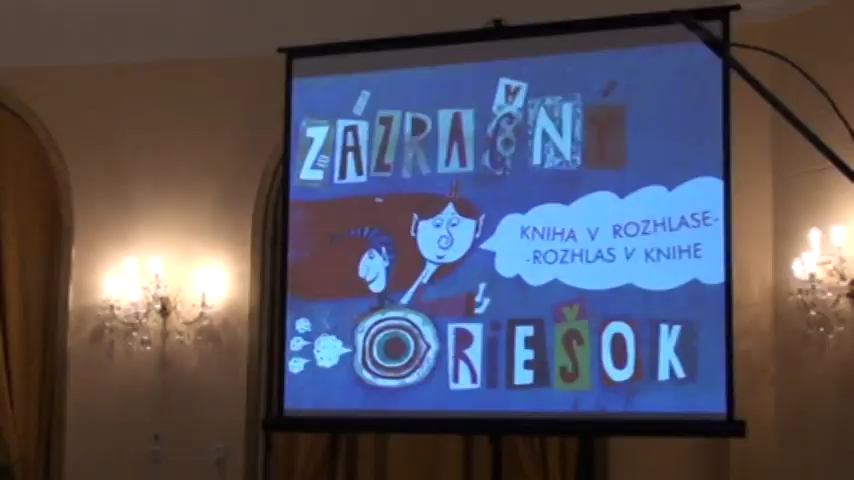 ZÁZRAČNÝ
KNIHA V ROZHLASE-
-ROZHLAS V KNIHE
ORIEŠOK